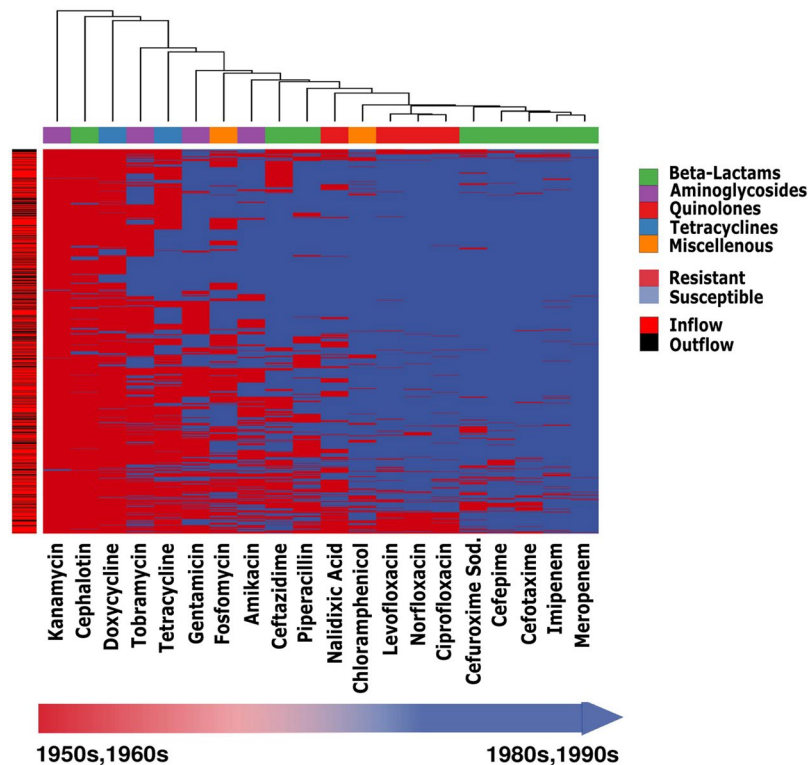 Beta-Lactams
Aminoglycosides
Quinolones
Tetracyclines
Miscellenous
Resistant
Susceptible
Inflow
Outflow
Kanamycin
Cephalotin
Doxycycline
Tobramycin
Tetracycline
Gentamicin
Fosfomycin
Amikacin
Ceftazidime
Piperacillin
Nalidixic Acid
Chloramphenicol
Levofloxacin
Norfloxacin
Ciprofloxacin
Cefuroxime Sod.
Cefepime
Cefotaxime
Imipenem
Meropenem
1950s,1960s
1980s,1990s